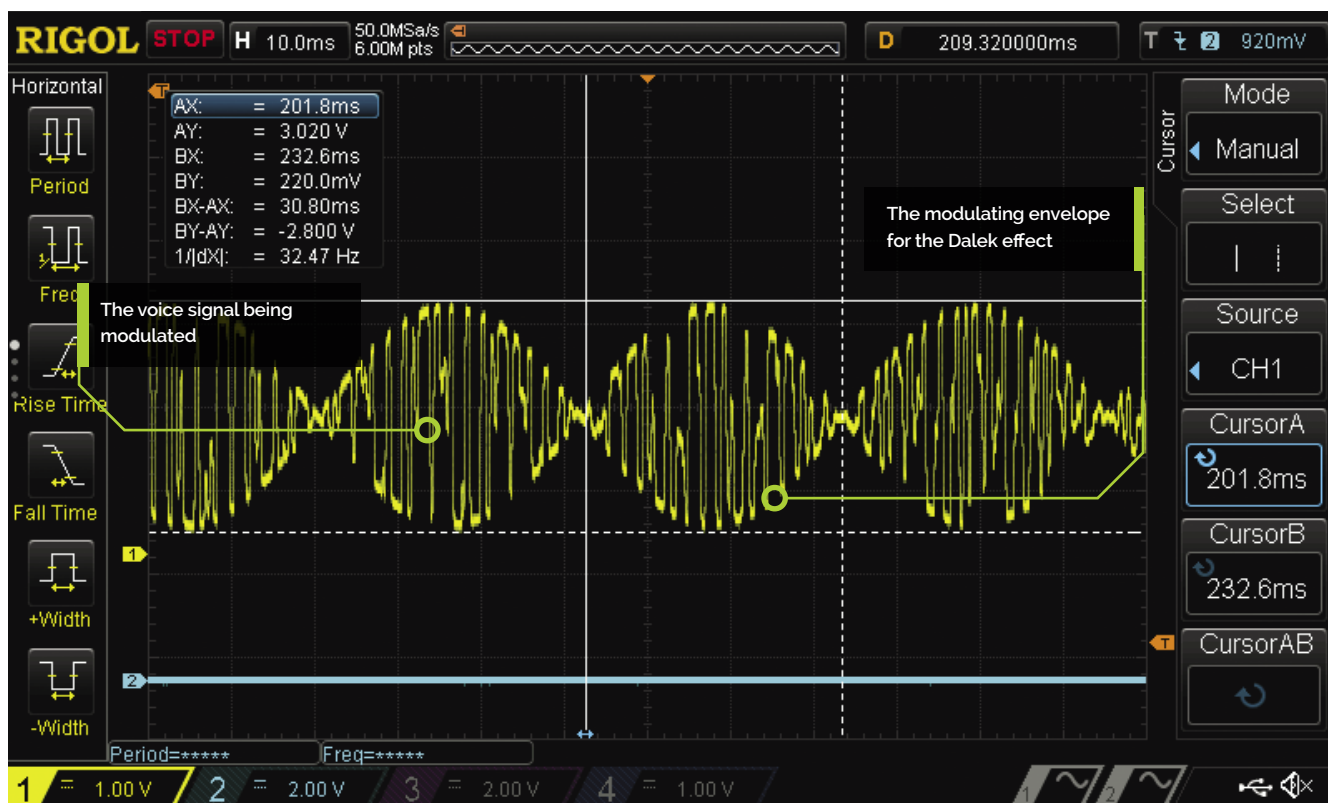 RIGOL STOP H 10.0ms 50.0MSa/s 6.00M pts D 209.320000ms T 2 920mV
Horizontal
Period
Freq
Rise Time
Fall Time
+Width
-Width
T
AX: = 201.8ms
AY: = 3.020 V
BX: = 232.6ms
BY: = 220.0mV
BX-AX: = 30.80ms
BY-AY: = -2.800 V
1/|dX|: = 32.47 Hz
The voice signal being
modulated
The modulating envelope
for the Dalek effect
1
2
T
Cursor
Mode
Manual
Select
Source
CH1
CursorA
201.8ms
CursorB
232.6ms
CursorAB
Period=***** Freq=*****
1 = 1.00 V 2 = 2.00 V 3 = 2.00 V 4 = 1.00 V 1 2